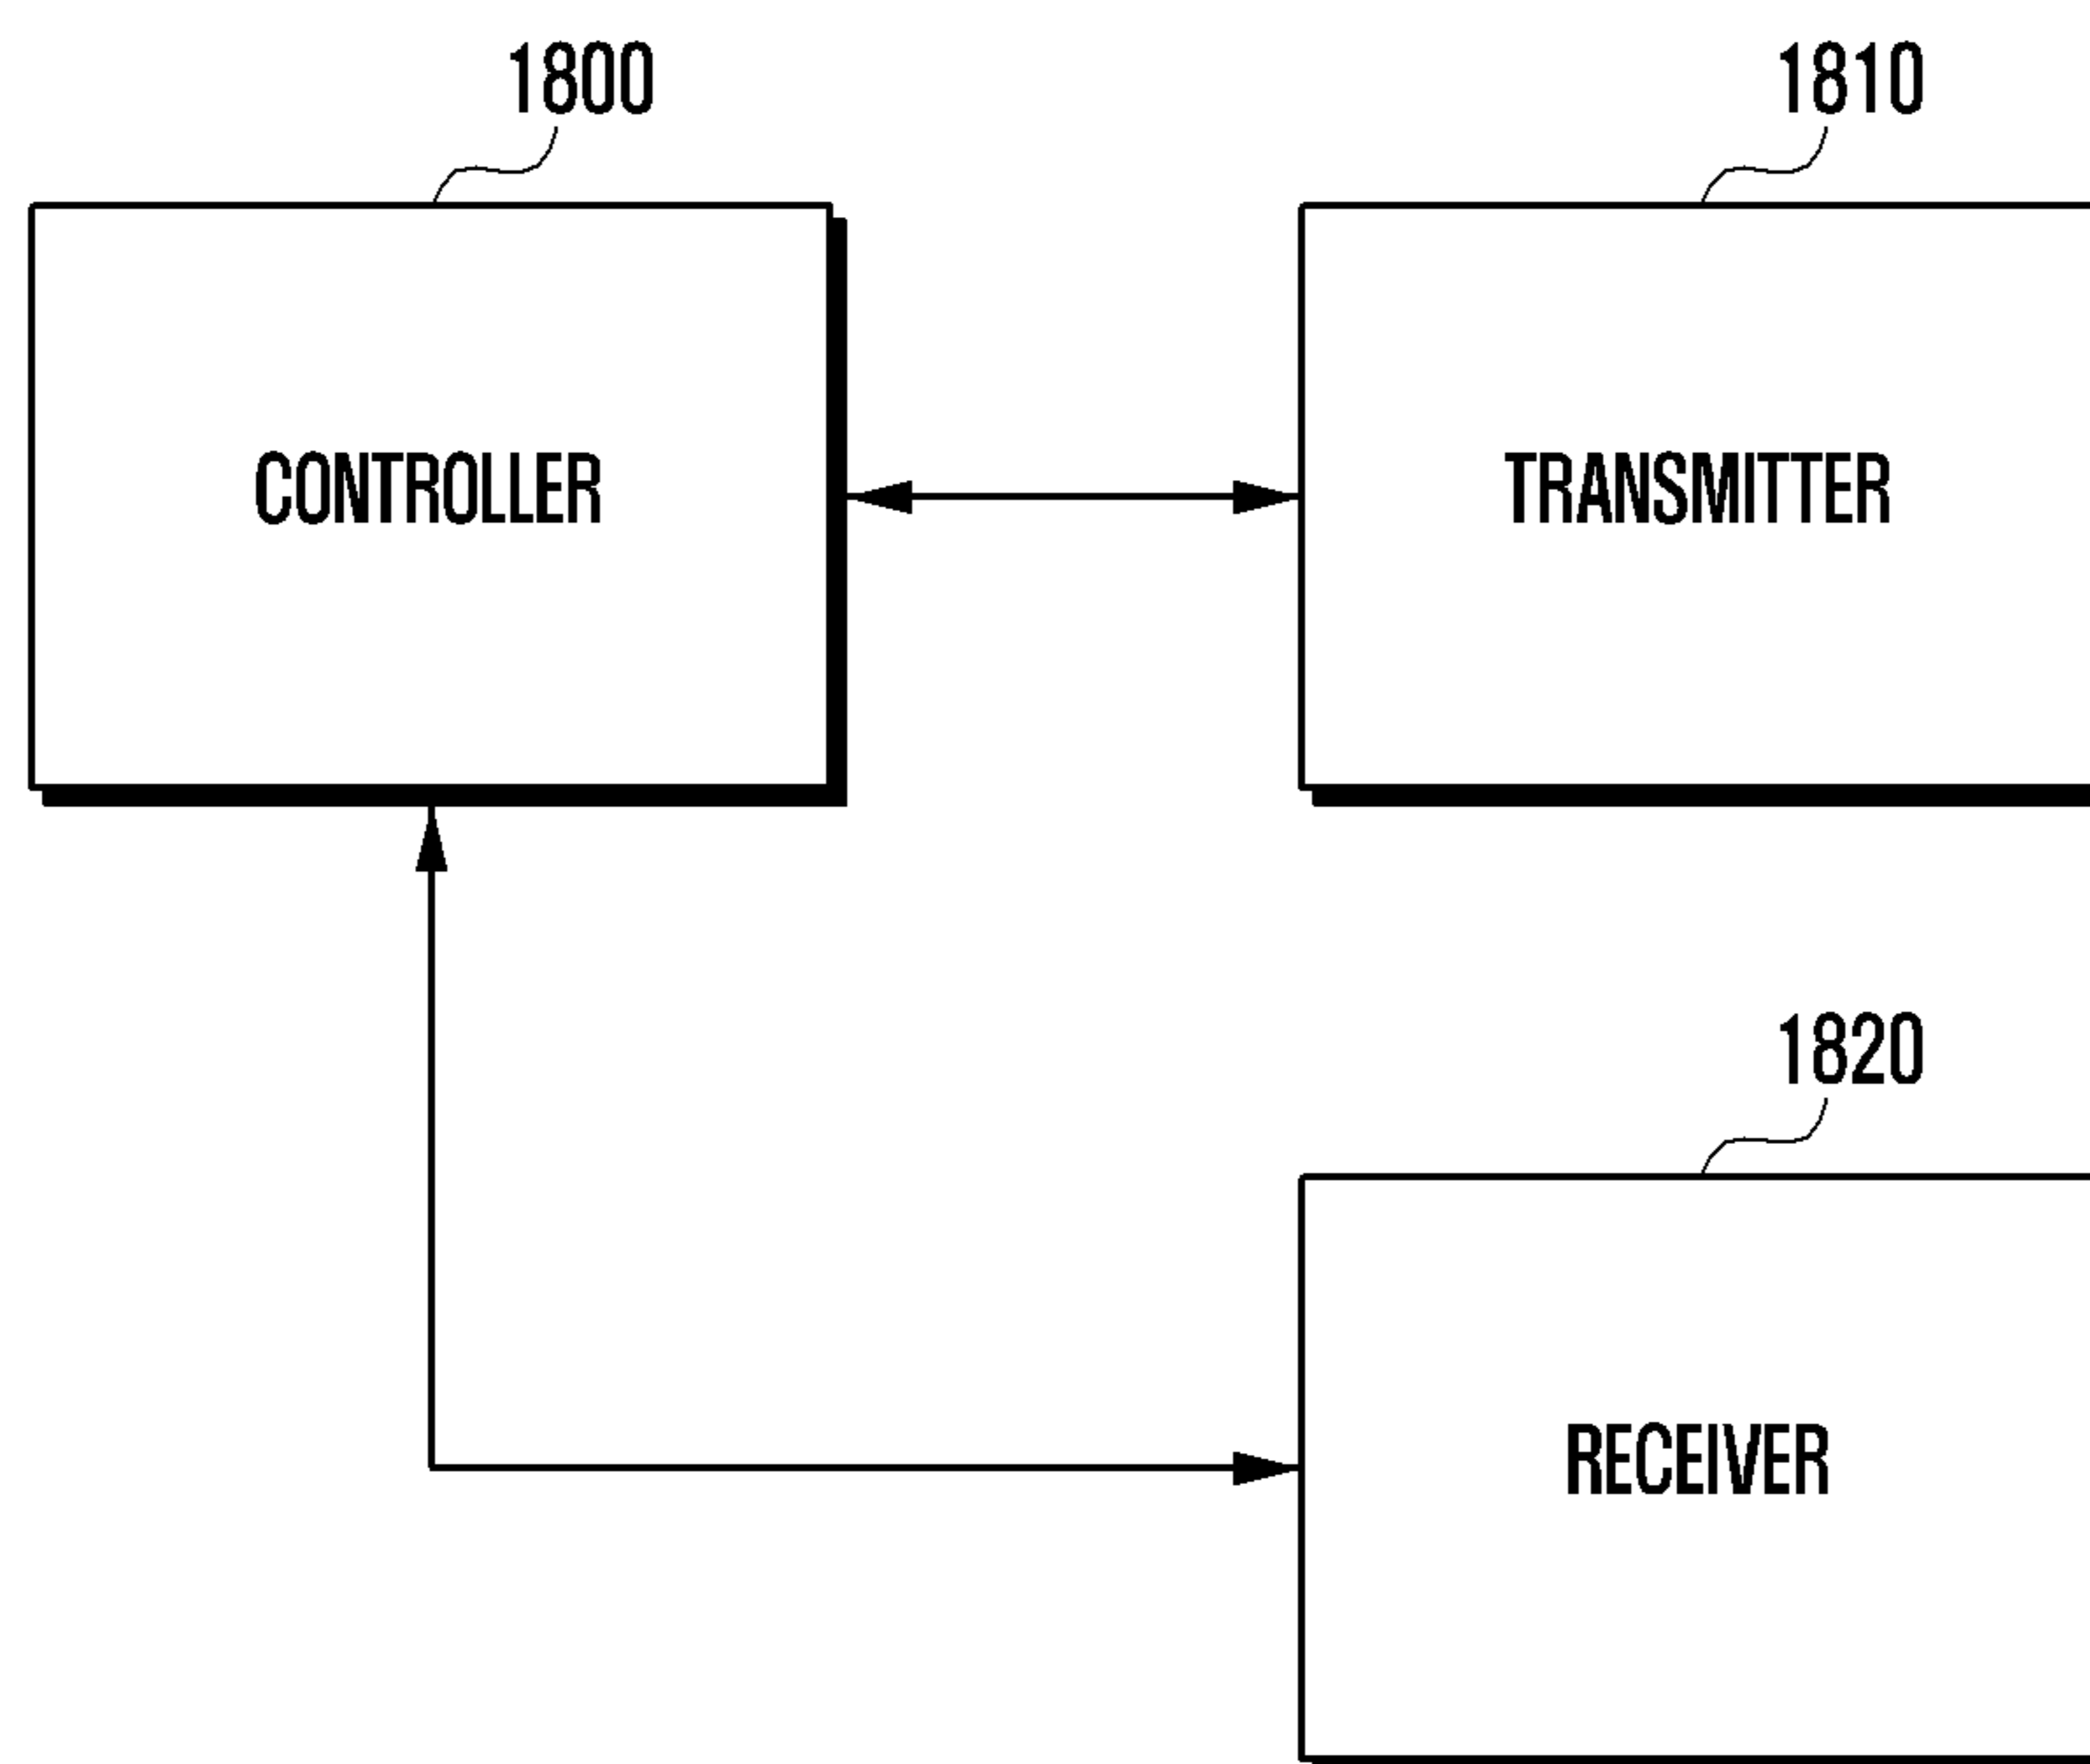 1800
1810
CONTROLLER
TRANSMITTER
1820
RECEIVER